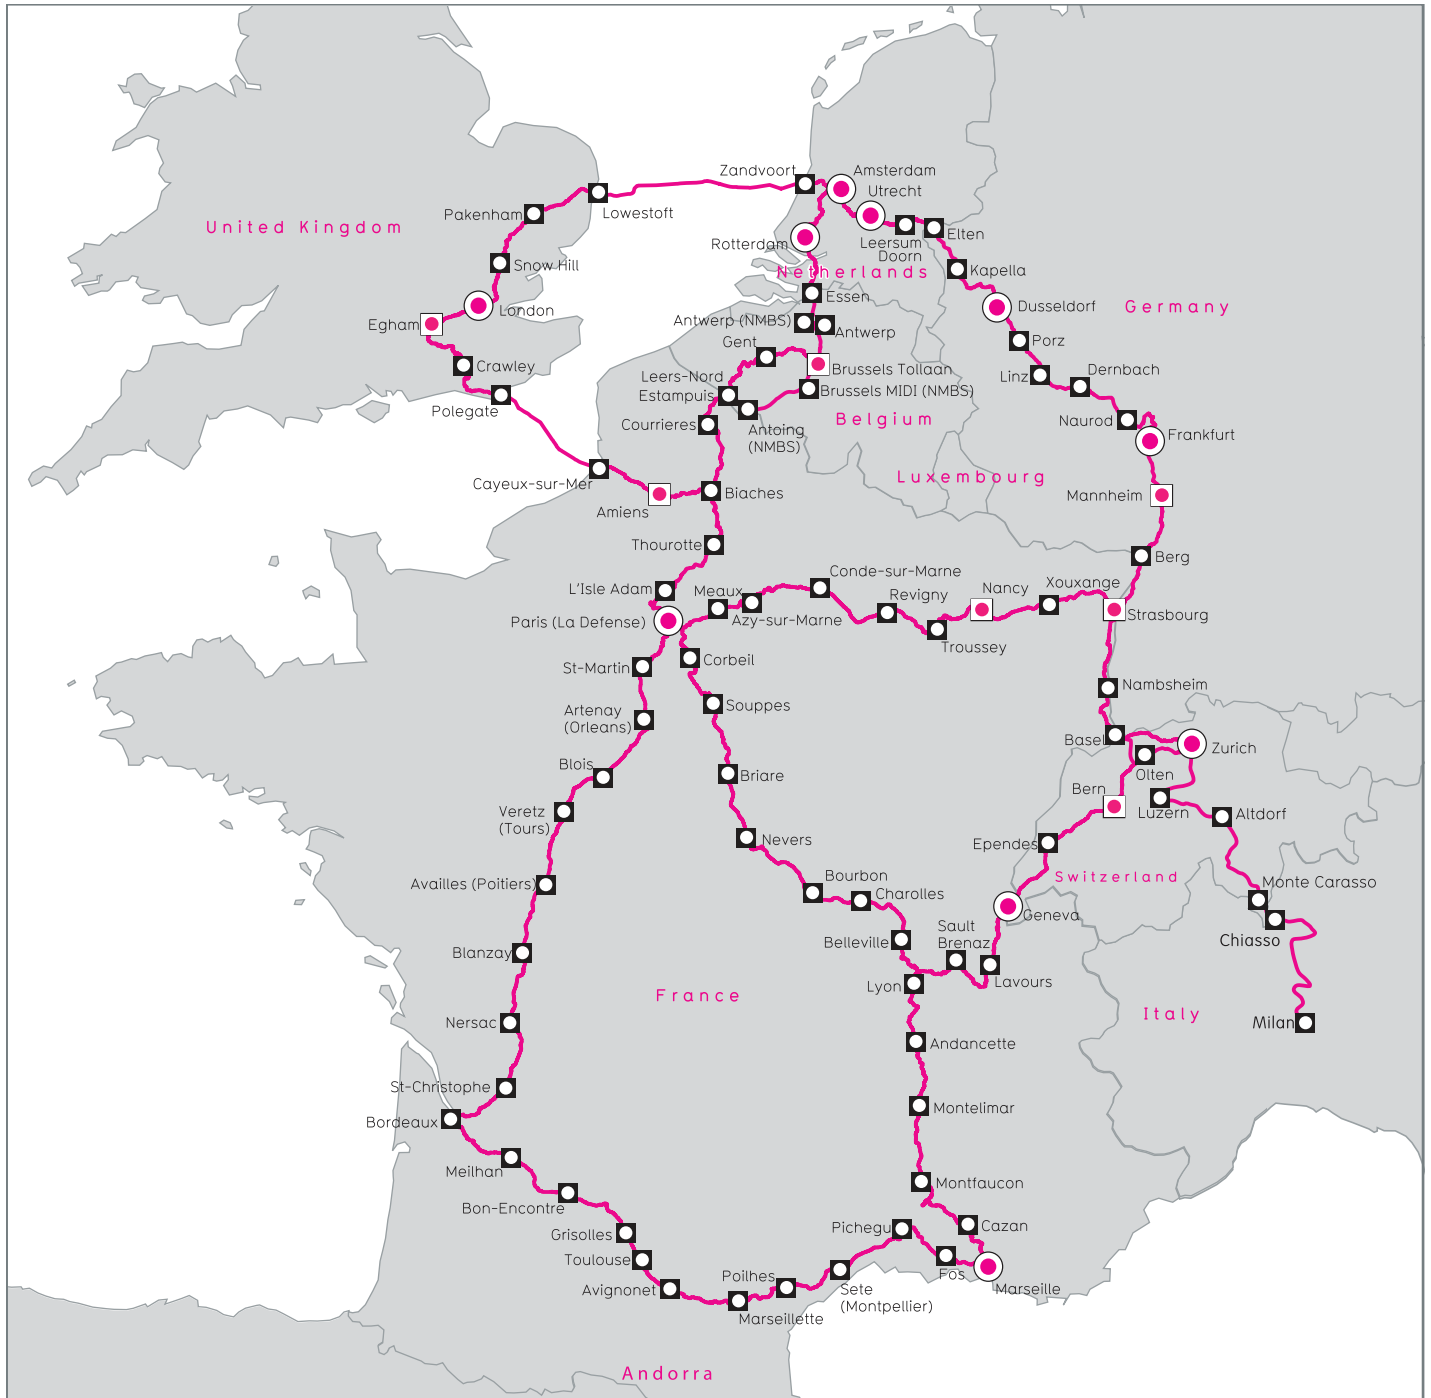 Zandvoort
Amsterdam
Utrecht
Pakenham
Lowestoft
United Kingdom
Rotterdam
Leersum
Doorn
Elten
Snow Hill
Netherlands
Kapella
London
Essen
Dusseldorf
Germany
Egham
Antwerp (NMBS)
Antwerp
Gent
Porz
Crawley
Brussels Tollaan
Leers-Nord
Estampuis
Linz
Dernbach
Brussels MIDI (NMBS)
Polegate
Courrieres
Belgium
Antoing
(NMBS)
Naurod
Frankfurt
Cayeux-sur-Mer
Luxembourg
Biaches
Mannheim
Amiens
Thourotte
Berg
Conde-sur-Marne
L'Isle Adam
Meaux
Revigny
Nancy
Xouxange
Paris (La Defense)
Azy-sur-Marne
Strasbourg
Troussey
St-Martin
Corbeil
Nambsheim
Artenay
(Orleans)
Souppes
Basel
Zurich
Blois
Briare
Olten
Bern
Veretz
(Tours)
Luzern
Altdorf
Nevers
Ependes
Bourbon
Switzerland
Availles (Poitiers)
Charolles
Monte Carasso
Geneva
Belleville
Sault
Brenaz
Chiasso
Blanzay
Lyon
Lavours
France
Italy
Nersac
Milan
Andancette
St-Christophe
Bordeaux
Montelimar
Meilhan
Montfaucon
Bon-Encontre
Pichegu
Cazan
Grisolles
Toulouse
Avignonet
Poilhes
Fos
Sete
(Montpellier)
Marseille
Marseillette
Andorra